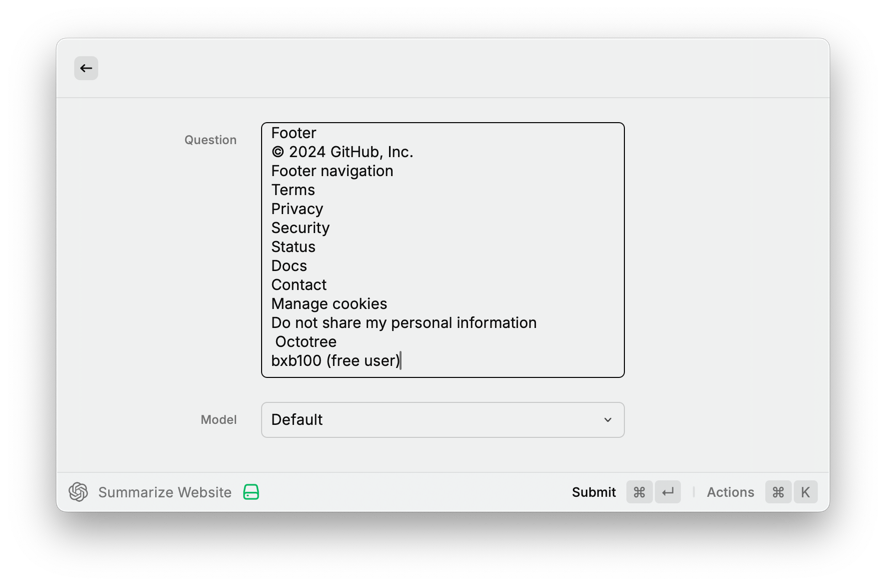 Question
Footer
© 2024 GitHub, Inc.
Footer navigation
Terms
Privacy
Security
Status
Docs
Contact
Manage cookies
Do not share my personal information
Octotree
bxb100 (free user)
Model
Default
Summarize Website
Submit ⌘ ↵ Actions ⌘ K